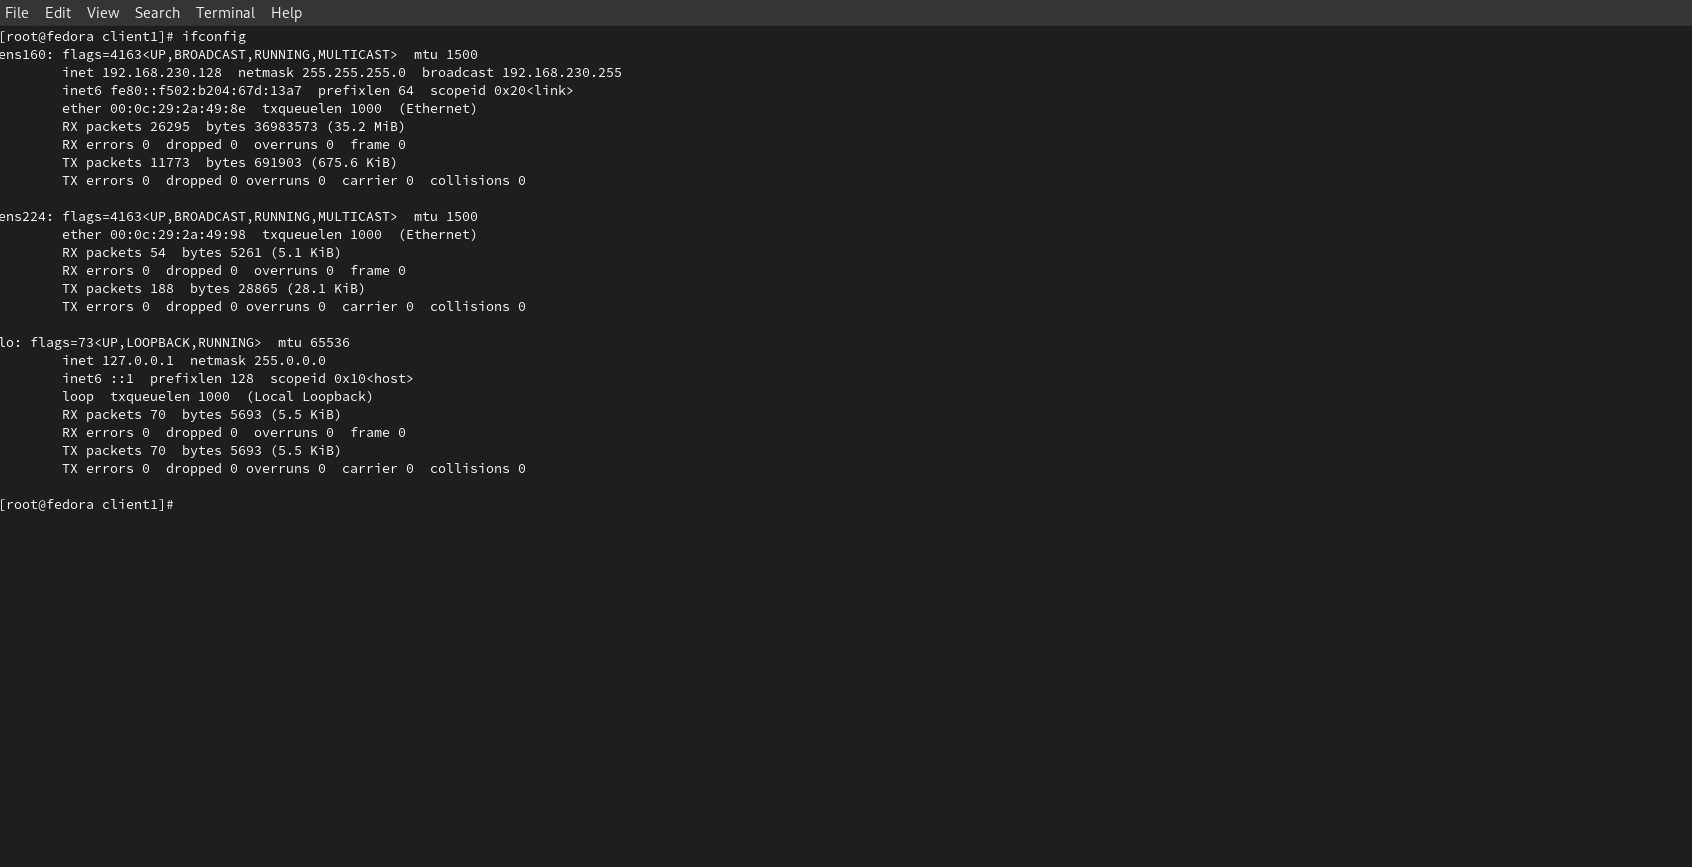 File Edit View Search Terminal Help
[root@fedora client1]# ifconfig
ens160: flags=4163<UP,BROADCAST,RUNNING,MULTICAST>  mtu 1500
        inet 192.168.230.128  netmask 255.255.255.0  broadcast 192.168.230.255
        inet6 fe80::f502:b204:67d:13a7  prefixlen 64  scopeid 0x20<link>
        ether 00:0c:29:2a:49:8e  txqueuelen 1000  (Ethernet)
        RX packets 26295  bytes 36983573 (35.2 MiB)
        RX errors 0  dropped 0  overruns 0  frame 0
        TX packets 11773  bytes 691903 (675.6 KiB)
        TX errors 0  dropped 0 overruns 0  carrier 0  collisions 0

ens224: flags=4163<UP,BROADCAST,RUNNING,MULTICAST>  mtu 1500
        ether 00:0c:29:2a:49:98  txqueuelen 1000  (Ethernet)
        RX packets 54  bytes 5261 (5.1 KiB)
        RX errors 0  dropped 0  overruns 0  frame 0
        TX packets 188  bytes 28865 (28.1 KiB)
        TX errors 0  dropped 0 overruns 0  carrier 0  collisions 0

lo: flags=73<UP,LOOPBACK,RUNNING>  mtu 65536
        inet 127.0.0.1  netmask 255.0.0.0
        inet6 ::1  prefixlen 128  scopeid 0x10<host>
        loop  txqueuelen 1000  (Local Loopback)
        RX packets 70  bytes 5693 (5.5 KiB)
        RX errors 0  dropped 0  overruns 0  frame 0
        TX packets 70  bytes 5693 (5.5 KiB)
        TX errors 0  dropped 0 overruns 0  carrier 0  collisions 0

[root@fedora client1]#